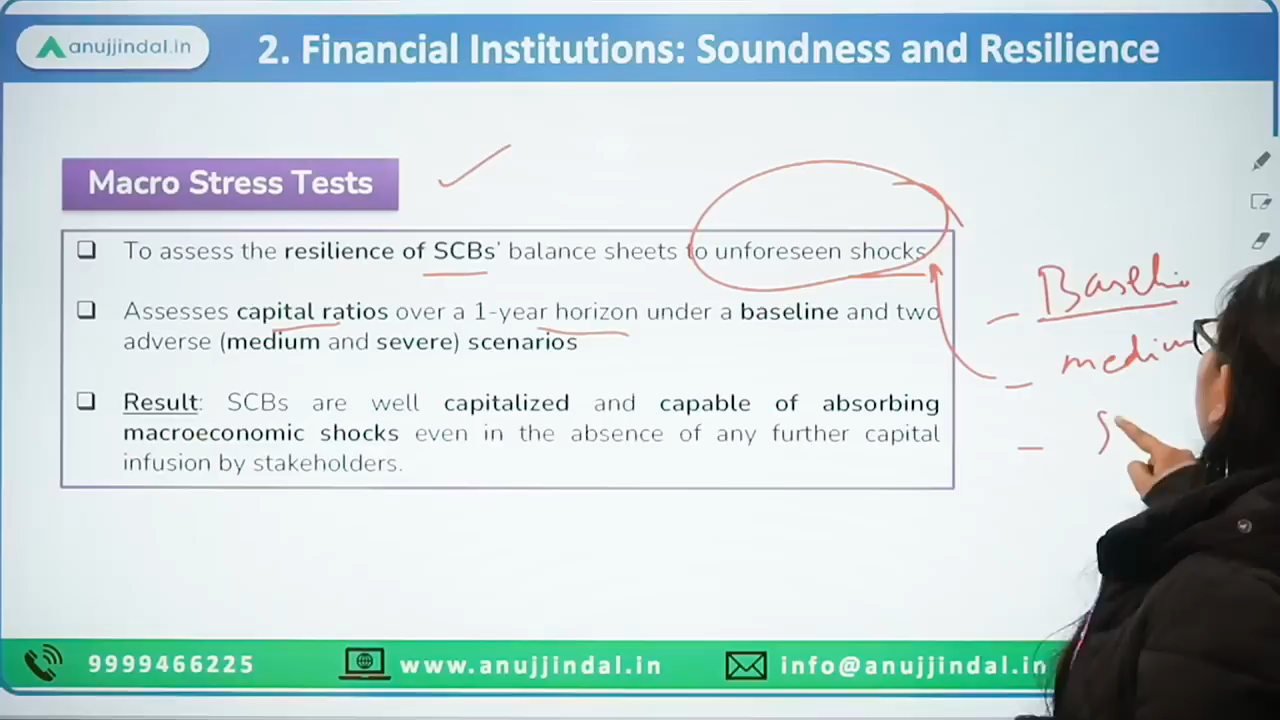 anujjindal.in
2. Financial Institutions: Soundness and Resilience
Macro Stress Tests
❑ To assess the resilience of SCBs' balance sheets to unforeseen shocks
❑ Assesses capital ratios over a 1-year horizon under a baseline and two
adverse (medium and severe) scenarios
❑ Result: SCBs are well capitalized and capable of absorbing
macroeconomic shocks even in the absence of any further capital
infusion by stakeholders.
– Baseli
– medium
– S
9999466225
www.anujjindal.in
info@anujjindal.in